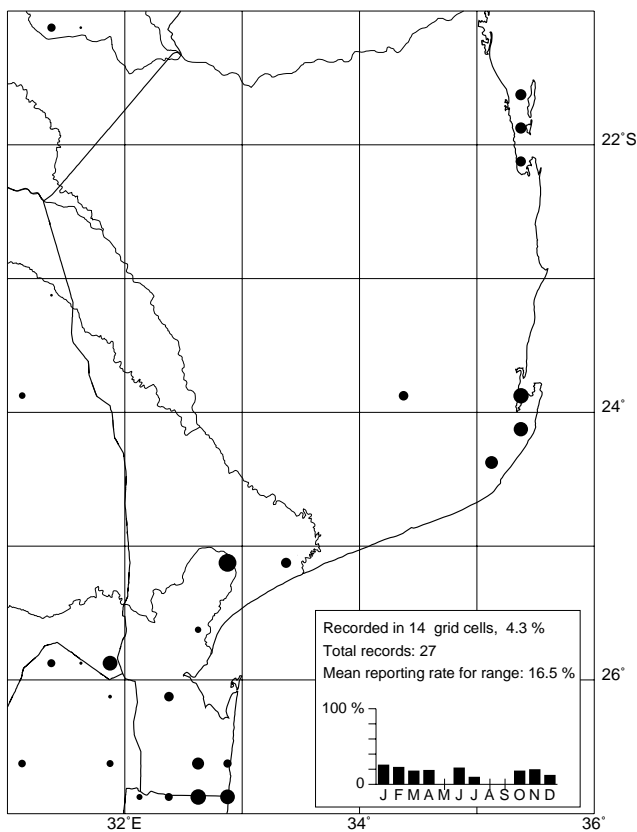 22°S
24°
26°
Recorded in 14 grid cells, 4.3 %
Total records: 27
Mean reporting rate for range: 16.5 %
100 %
0
J F M A M J J A S O N D
32°E 34° 36°